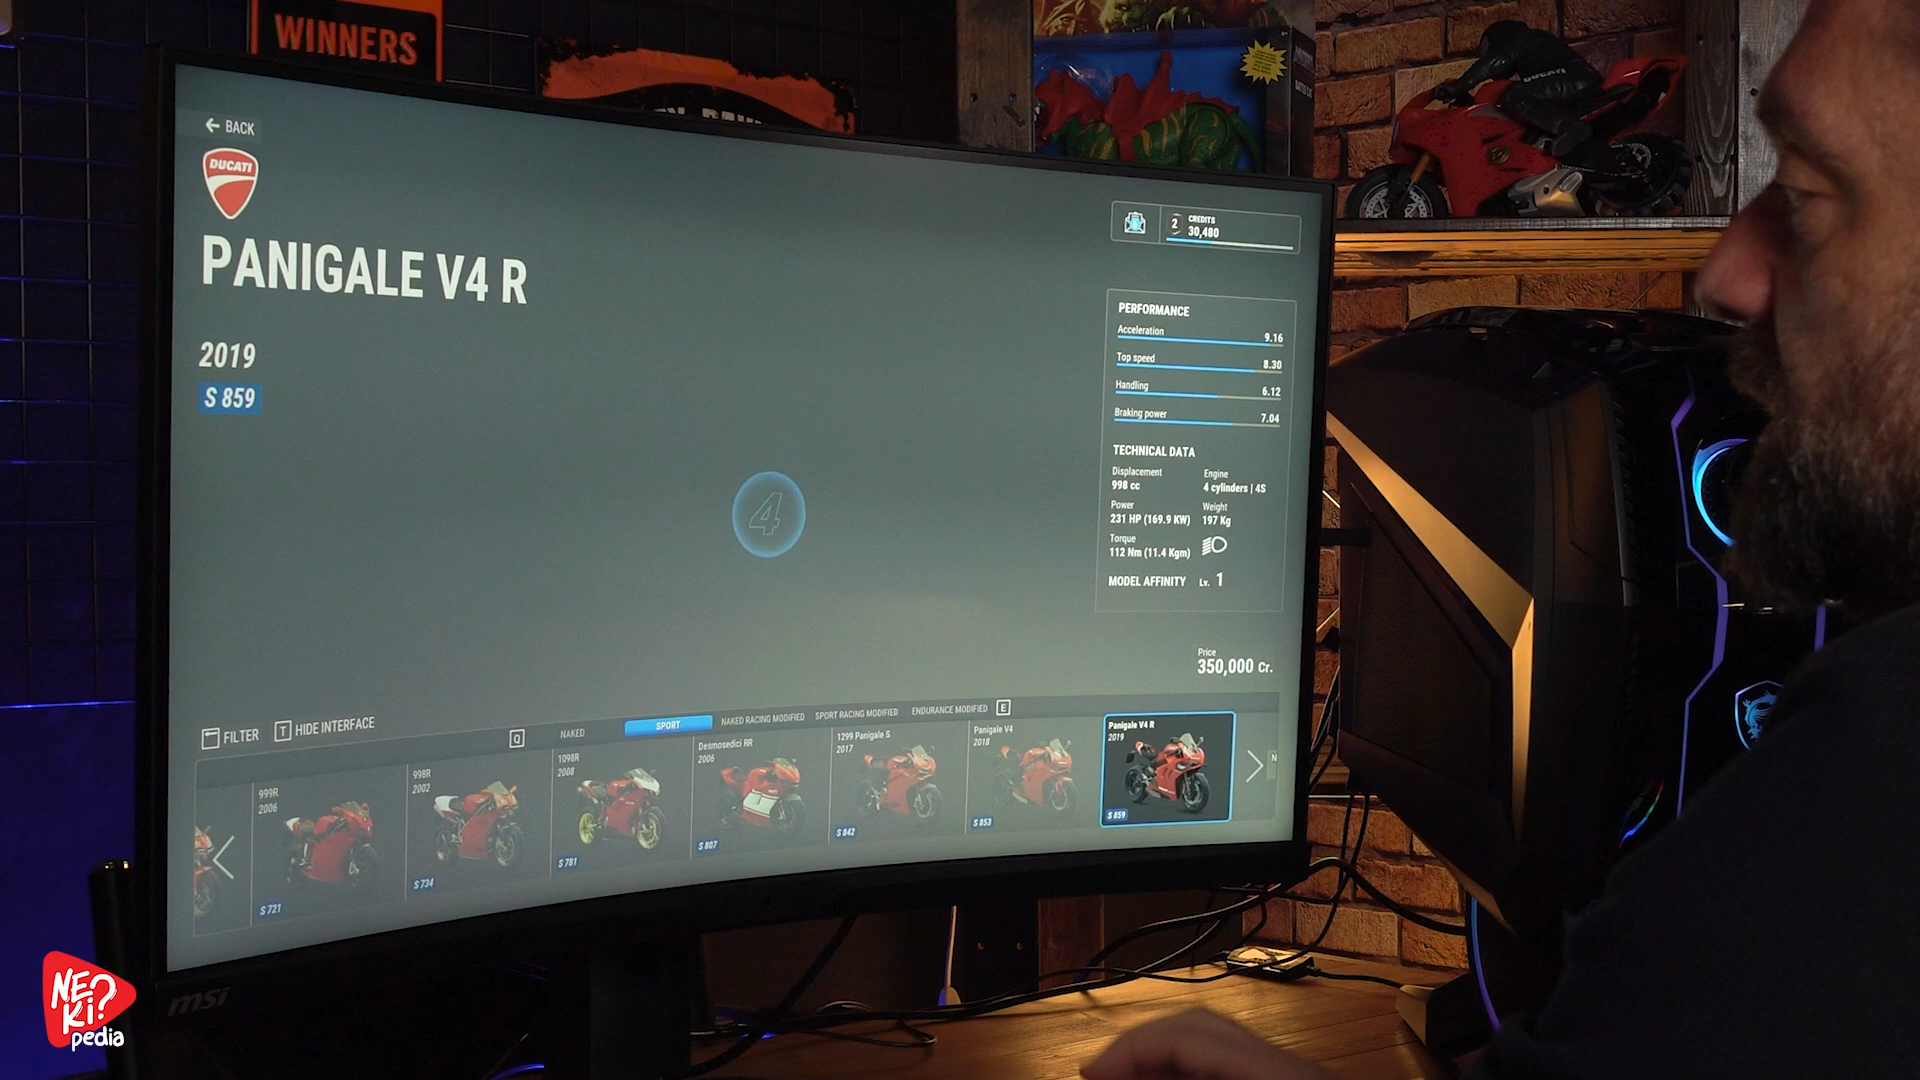 WINNERS
DUCATI
BACK
DUCATI
PANIGALE V4 R
2019
S 859
2
CREDITS
30,480
PERFORMANCE
Acceleration 9.16
Top speed 8.30
Handling 6.12
Braking power 7.04
TECHNICAL DATA
Displacement Engine
998 cc 4 cylinders | 4S
Power Weight
231 HP (169.9 KW) 197 Kg
Torque
112 Nm (11.4 Kgm)
MODEL AFFINITY Lv. 1
4
Price
350,000 Cr.
FILTER T HIDE INTERFACE
Q NAKED SPORT NAKED RACING MODIFIED SPORT RACING MODIFIED ENDURANCE MODIFIED E
999R
2006
S 721
998R
2002
S 734
1098R
2008
S 781
Desmosedici RR
2006
S 807
1299 Panigale S
2017
S 842
Panigale V4
2018
S 853
Panigale V4 R
2019
S 859
N
msi
NE
Ki?
pedia